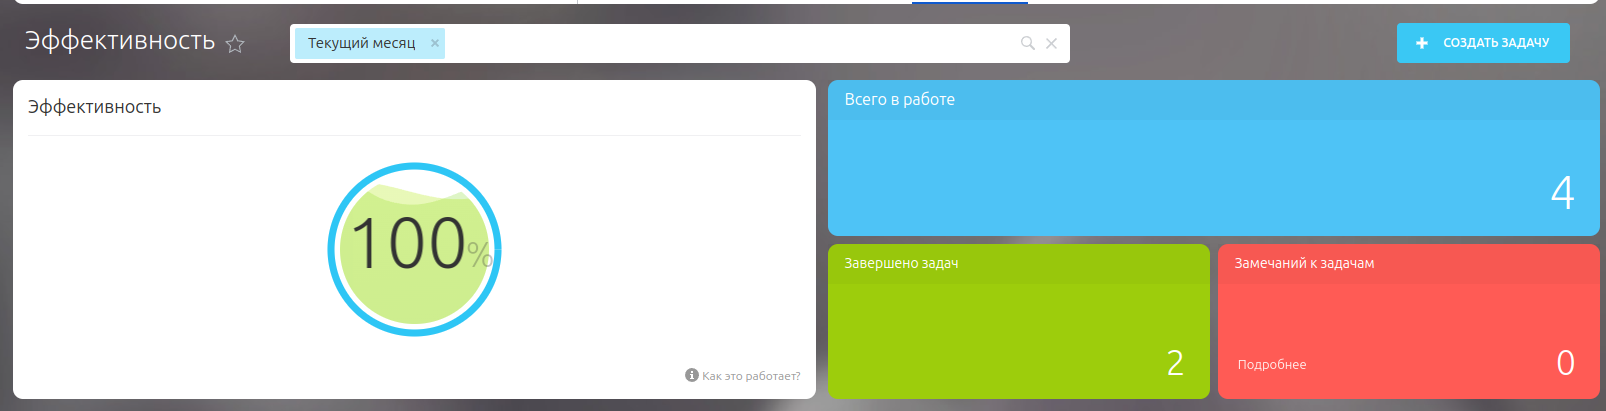 Эффективность
Текущий месяц
СОЗДАТЬ ЗАДАЧУ
Эффективность
100%
Как это работает?
Всего в работе
4
Завершено задач
2
Замечаний к задачам
Подробнее
0